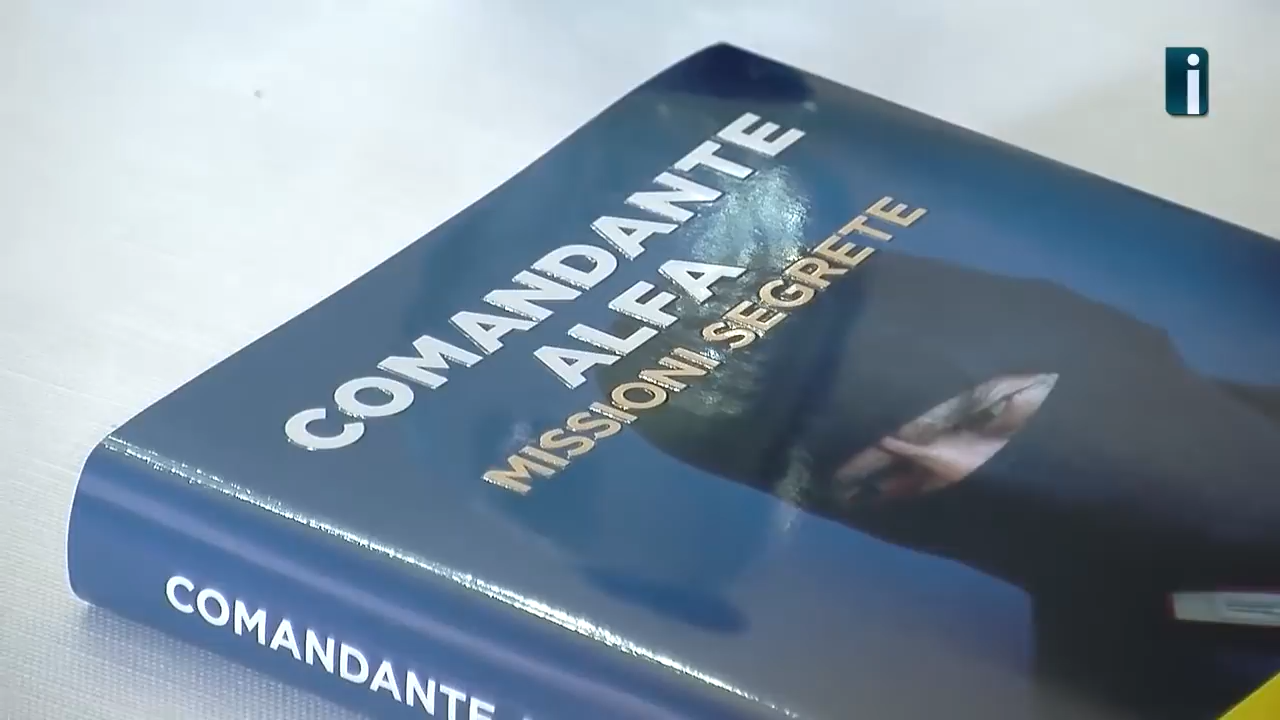 COMANDANTE
ALFA
MISSIONI SEGRETE
COMANDANTE
i